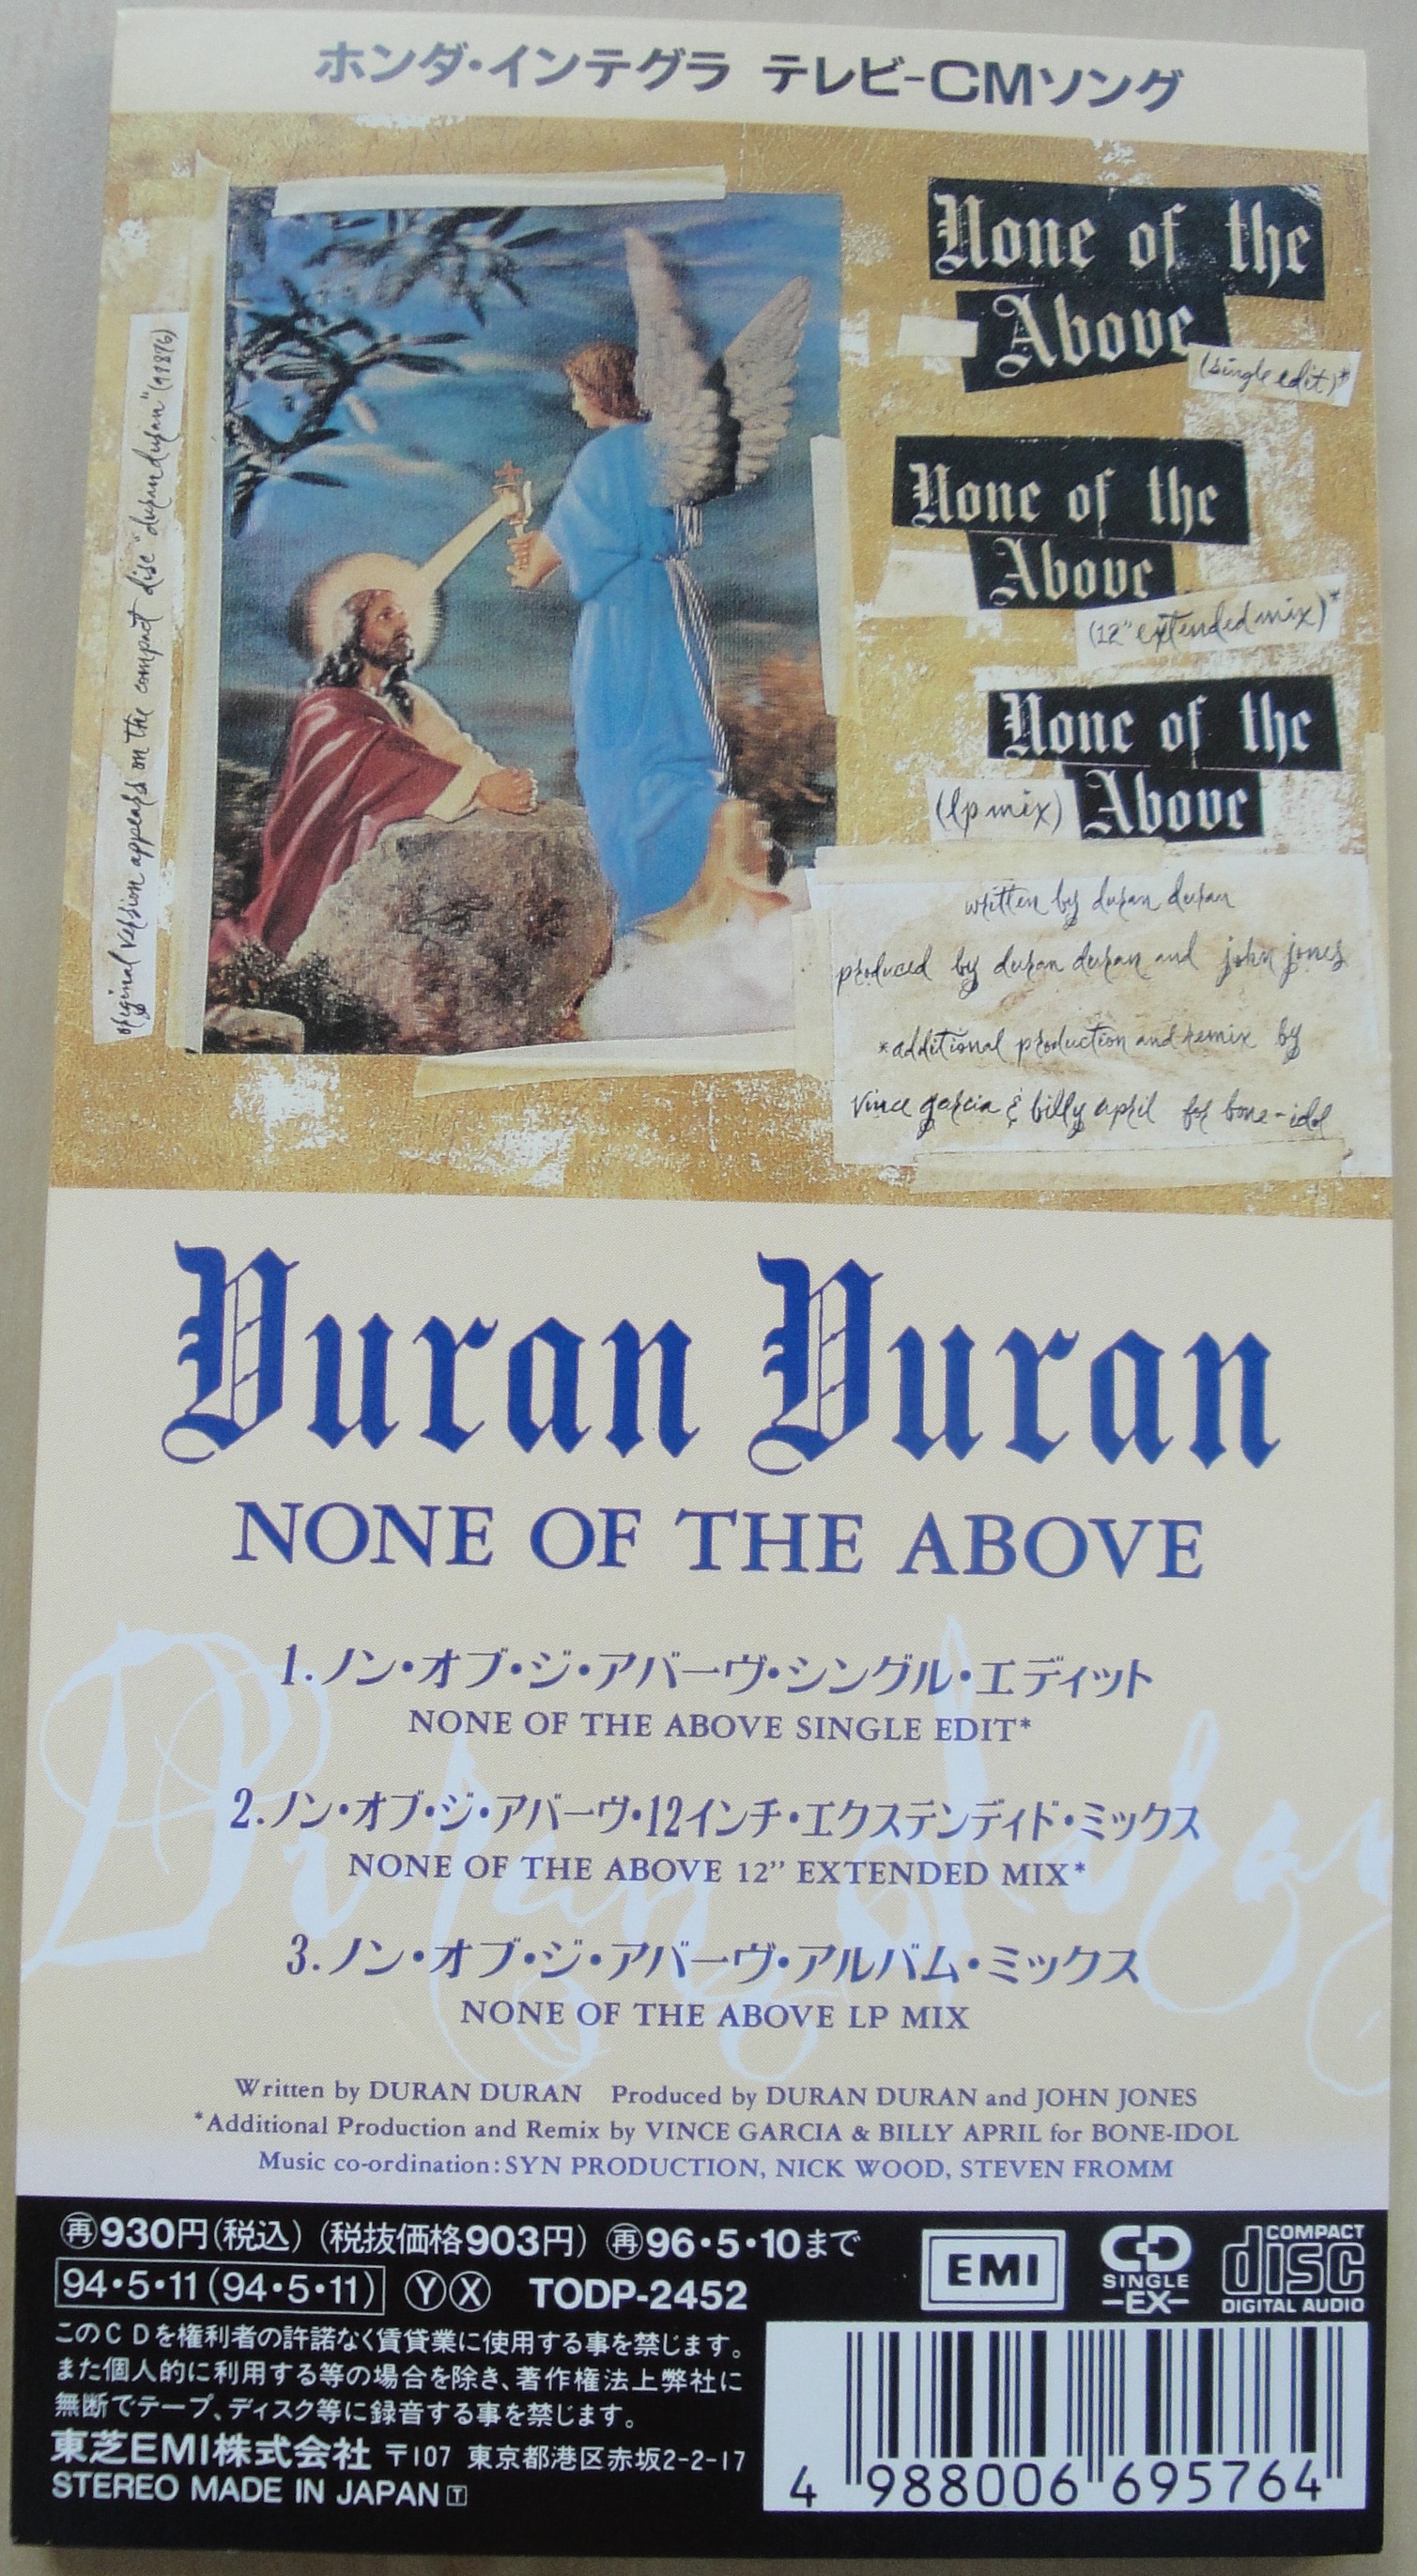 ホンダ・インテグラ テレビ-CMソング
None of the
Above
(single edit)*
None of the
Above
(12" extended mix)*
None of the
(lp mix) Above
original version appears on the compact disc "duran duran" (98876)
written by duran duran
produced by duran duran and john jones
*additional production and remix by
vince garcia & billy april for bone-idol
Duran Duran
NONE OF THE ABOVE
1.ノン・オブ・ジ・アバーヴ・シングル・エディット
NONE OF THE ABOVE SINGLE EDIT*
2.ノン・オブ・ジ・アバーヴ・12インチ・エクステンディド・ミックス
NONE OF THE ABOVE 12” EXTENDED MIX*
3.ノン・オブ・ジ・アバーヴ・アルバム・ミックス
NONE OF THE ABOVE LP MIX
Written by DURAN DURAN Produced by DURAN DURAN and JOHN JONES
*Additional Production and Remix by VINCE GARCIA & BILLY APRIL for BONE-IDOL
Music co-ordination:SYN PRODUCTION, NICK WOOD, STEVEN FROMM
㊢930円(税込) (税抜価格903円) ㊢96・5・10まで
94・5・11(94・5・11) ⓎⓍ TODP-2452
EMI
CD
SINGLE
-EX-
COMPACT
disc
DIGITAL AUDIO
このCDを権利者の許諾なく賃貸業に使用する事を禁じます。
また個人的に利用する等の場合を除き、著作権法上弊社に
無断でテープ、ディスク等に録音する事を禁じます。
東芝EMI株式会社 〒107 東京都港区赤坂2-2-17
STEREO MADE IN JAPAN 🅃
4 988006 695764